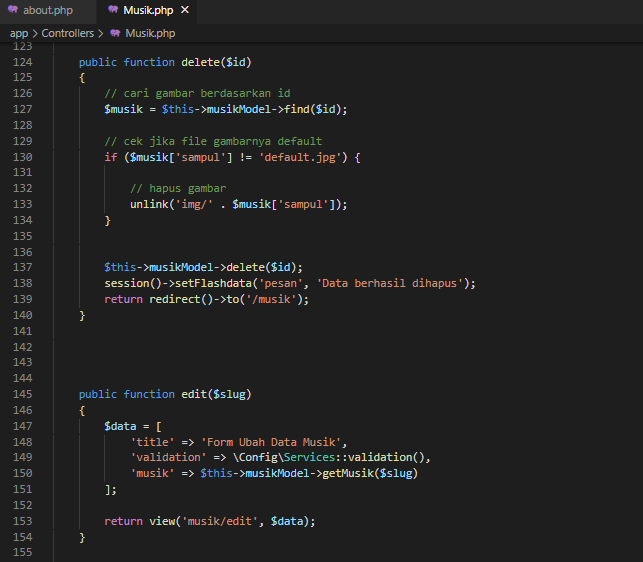 about.php Musik.php ×
app > Controllers > Musik.php
123
124 public function delete($id)
125 {
126 // cari gambar berdasarkan id
127 $musik = $this->musikModel->find($id);
128
129 // cek jika file gambarnya default
130 if ($musik['sampul'] != 'default.jpg') {
131
132 // hapus gambar
133 unlink('img/' . $musik['sampul']);
134 }
135
136
137 $this->musikModel->delete($id);
138 session()->setFlashdata('pesan', 'Data berhasil dihapus');
139 return redirect()->to('/musik');
140 }
141
142
143
144
145 public function edit($slug)
146 {
147 $data = [
148 'title' => 'Form Ubah Data Musik',
149 'validation' => \Config\Services::validation(),
150 'musik' => $this->musikModel->getMusik($slug)
151 ];
152
153 return view('musik/edit', $data);
154 }
155